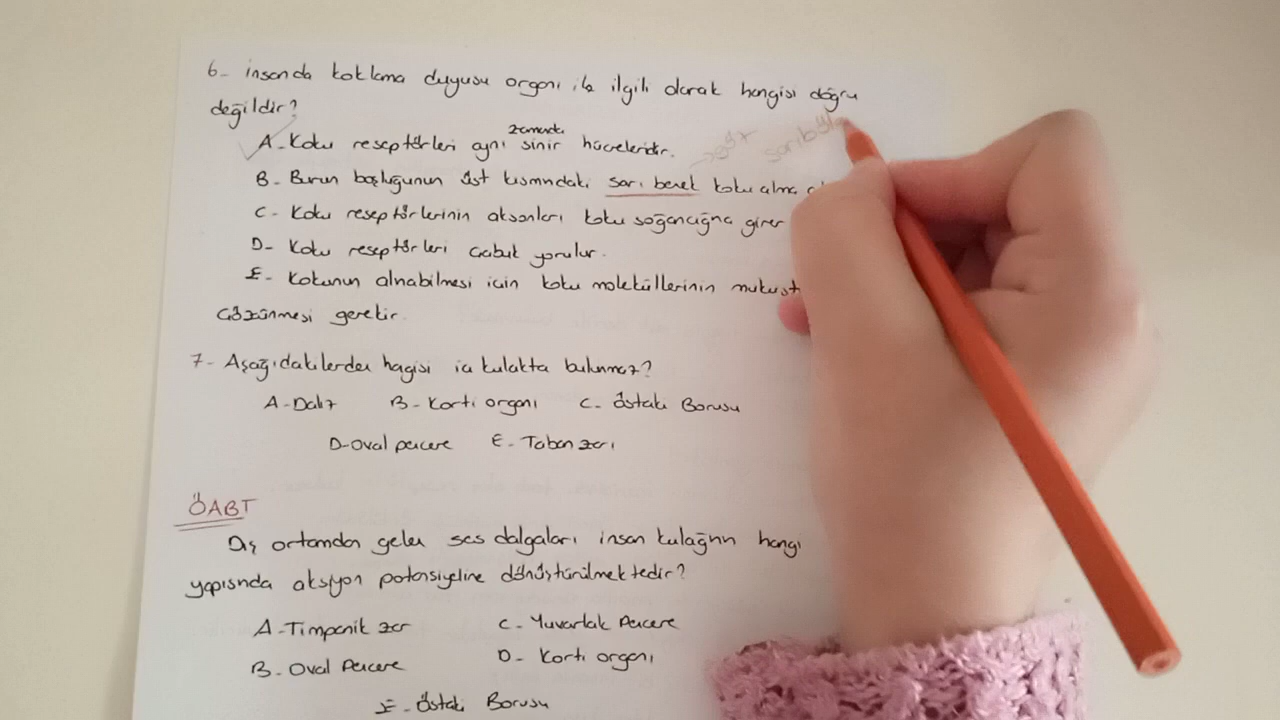 6- insanda koklama duyusu organı ile ilgili olarak hangisi doğru
değildir?
zamanda
A- Koku reseptörleri aynı sinir hücreleridir.
B- Burun boşluğunun üst kısmındaki sarı benek koku alma
C- Koku reseptörlerinin aksonları koku soğancığına girer
D- Koku reseptörleri çabuk yorulur.
E- Kokunun alınabilmesi için koku moleküllerinin mukusta
çözünmesi gerekir.
7- Aşağıdakilerden hagisi iç kulakta bulunmaz?
A- Daliz B- Korti organı C- östaki Borusu
D- Oval pencere E- Taban zarı
ÖABT
Dış ortamdan gelen ses dalgaları insan kulağının hangi
yapısında aksiyon potansiyeline dönüştürülmektedir?
A- Timpanik zar C- Yuvarlak Pencere
B- Oval Pencere D- Korti organı
E- Östaki Borusu